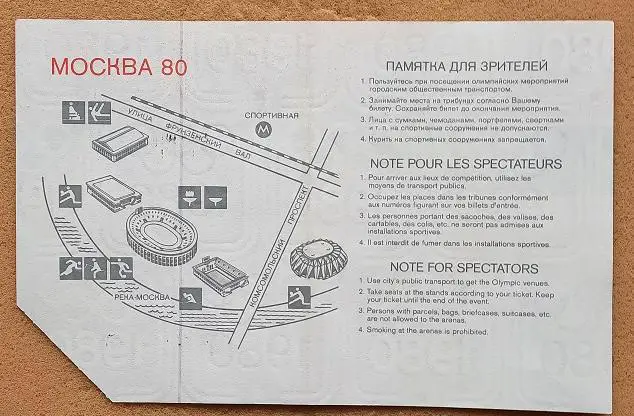 МОСКВА 80
УЛИЦА ФРУНЗЕНСКИЙ ВАЛ
СПОРТИВНАЯ
М
КОМСОМОЛЬСКИЙ ПРОСПЕКТ
РЕКА-МОСКВА
ПАМЯТКА ДЛЯ ЗРИТЕЛЕЙ
1. Пользуйтесь при посещении олимпийских мероприятий
городским общественным транспортом.
2. Занимайте места на трибунах согласно Вашему
билету. Сохраняйте билет до окончания мероприятия.
3. Лица с сумками, чемоданами, портфелями, свертками
и т. п. на спортивные сооружения не допускаются.
4. Курить на спортивных сооружениях запрещается.
NOTE POUR LES SPECTATEURS
1. Pour arriver aux lieux de compétition, utilisez les
moyens de transport publics.
2. Occupez les places dans les tribunes conformément
aux numéros figurant sur vos billets d'entrée.
3. Les personnes portant des sacoches, des valises, des
cartables, des colis, etc. ne seront pas admises aux
installations sportives.
4. Il est interdit de fumer dans les installations sportives.
NOTE FOR SPECTATORS
1. Use city's public transport to get the Olympic venues.
2. Take seats at the stands according to your ticket. Keep
your ticket until the end of the event.
3. Persons with parcels, bags, briefcases, suitcases, etc.
are not allowed to the arenas.
4. Smoking at the arenas is prohibited.